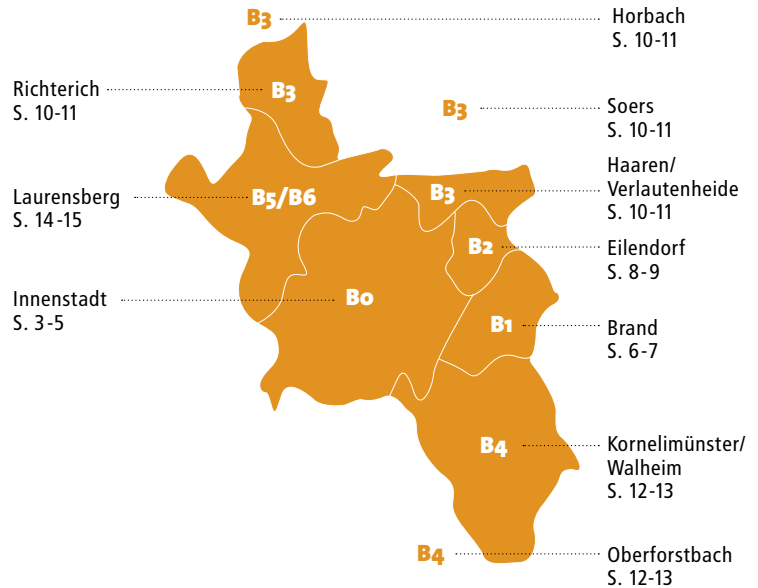 B3
Horbach
S. 10-11
Richterich
S. 10-11
B3
B3
Soers
S. 10-11
Laurensberg
S. 14-15
B5/B6
B3
Haaren/
Verlautenheide
S. 10-11
B2
Eilendorf
S. 8-9
Innenstadt
S. 3-5
B0
B1
Brand
S. 6-7
B4
Kornelimünster/
Walheim
S. 12-13
B4
Oberforstbach
S. 12-13